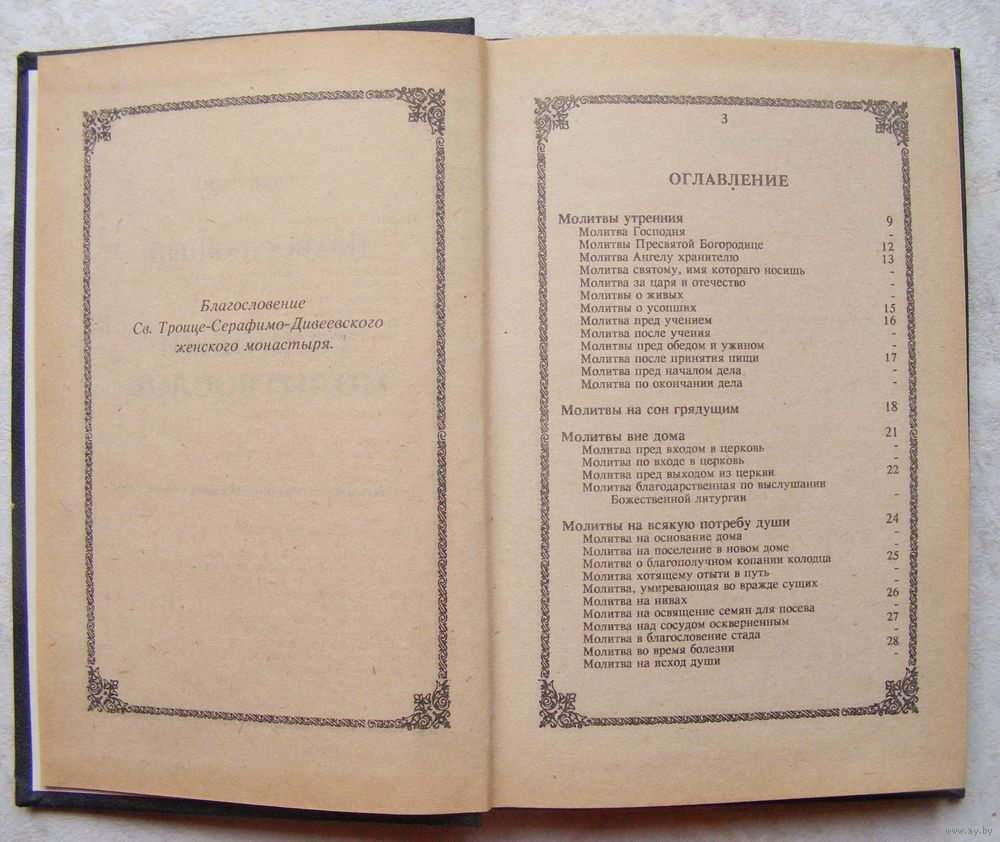 Благословение
Св. Троице-Серафимо-Дивеевского
женского монастыря.
3
ОГЛАВЛЕНИЕ
Молитвы утренния 9
Молитва Господня -
Молитвы Пресвятой Богородице 12
Молитва Ангелу хранителю 13
Молитва святому, имя котораго носишь -
Молитва за царя и отечество -
Молитвы о живых -
Молитвы о усопших 15
Молитва пред учением 16
Молитва после учения -
Молитвы пред обедом и ужином -
Молитва после принятия пищи 17
Молитва пред началом дела -
Молитва по окончании дела -
Молитвы на сон грядущим 18
Молитвы вне дома 21
Молитва пред входом в церковь -
Молитва по входе в церковь -
Молитва пред выходом из церкви 22
Молитва благодарственная по выслушании
Божественной литургии -
Молитвы на всякую потребу души 24
Молитва на основание дома -
Молитва на поселение в новом доме -
Молитва о благополучном копании колодца 25
Молитва хотящему отыти в путь -
Молитва, умиревающая во вражде сущих -
Молитва на нивах 26
Молитва на освящение семян для посева -
Молитва над сосудом оскверненным 27
Молитва в благословение стада -
Молитва во время болезни 28
Молитва на исход души -
www.ay.by